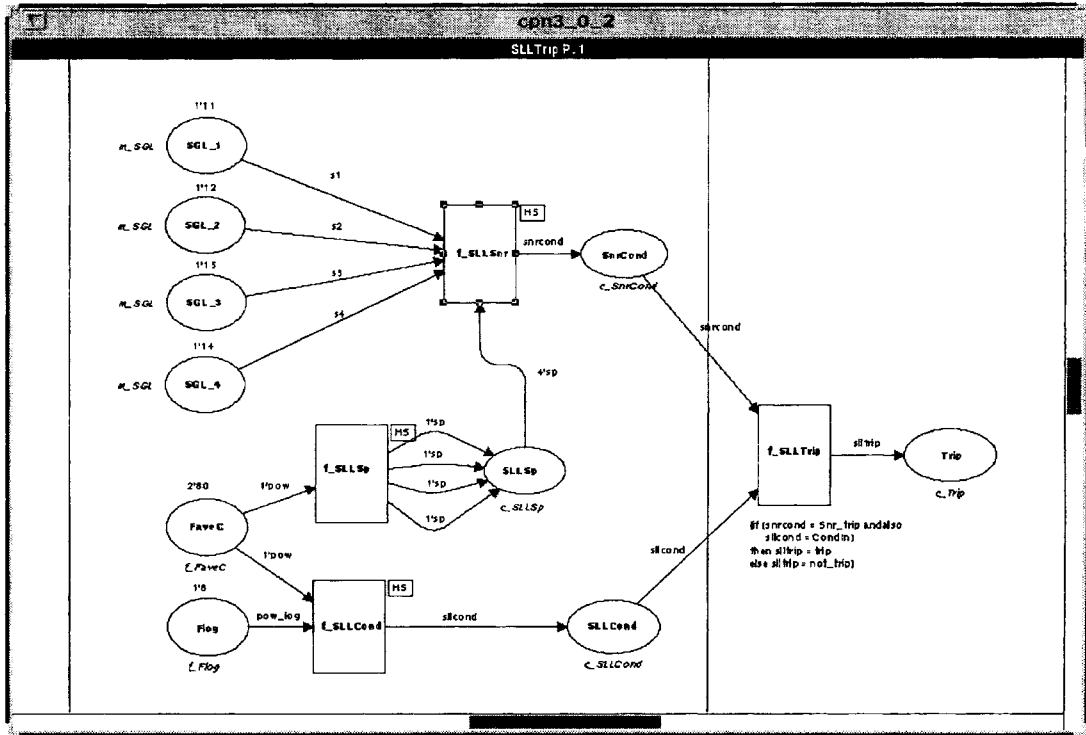 cpn3_0_2
SLLTrip P. 1
1'11
m_SGL
SGL_1
s1
1'12
m_SGL
SGL_2
s2
1'13
m_SGL
SGL_3
s3
1'14
m_SGL
SGL_4
s4
HS
f_SLLSnr
snrcond
SnrCond
c_SnrCond
snrcond
4'sp
HS
f_SLLSp
1'sp
1'sp
1'sp
1'sp
SLLSp
c_SLLSp
2'80
FaveC
f_FaveC
1'pow
1'pow
1'6
Flog
f_Flog
pow_log
HS
f_SLLCond
sllcond
SLLCond
c_SLLCond
sllcond
f_SLLTrip
slltrip
Trip
c_Trip
(if (snrcond = Snr_trip andalso
sllcond = CondIn)
then slltrip = trip
else slltrip = not_trip)